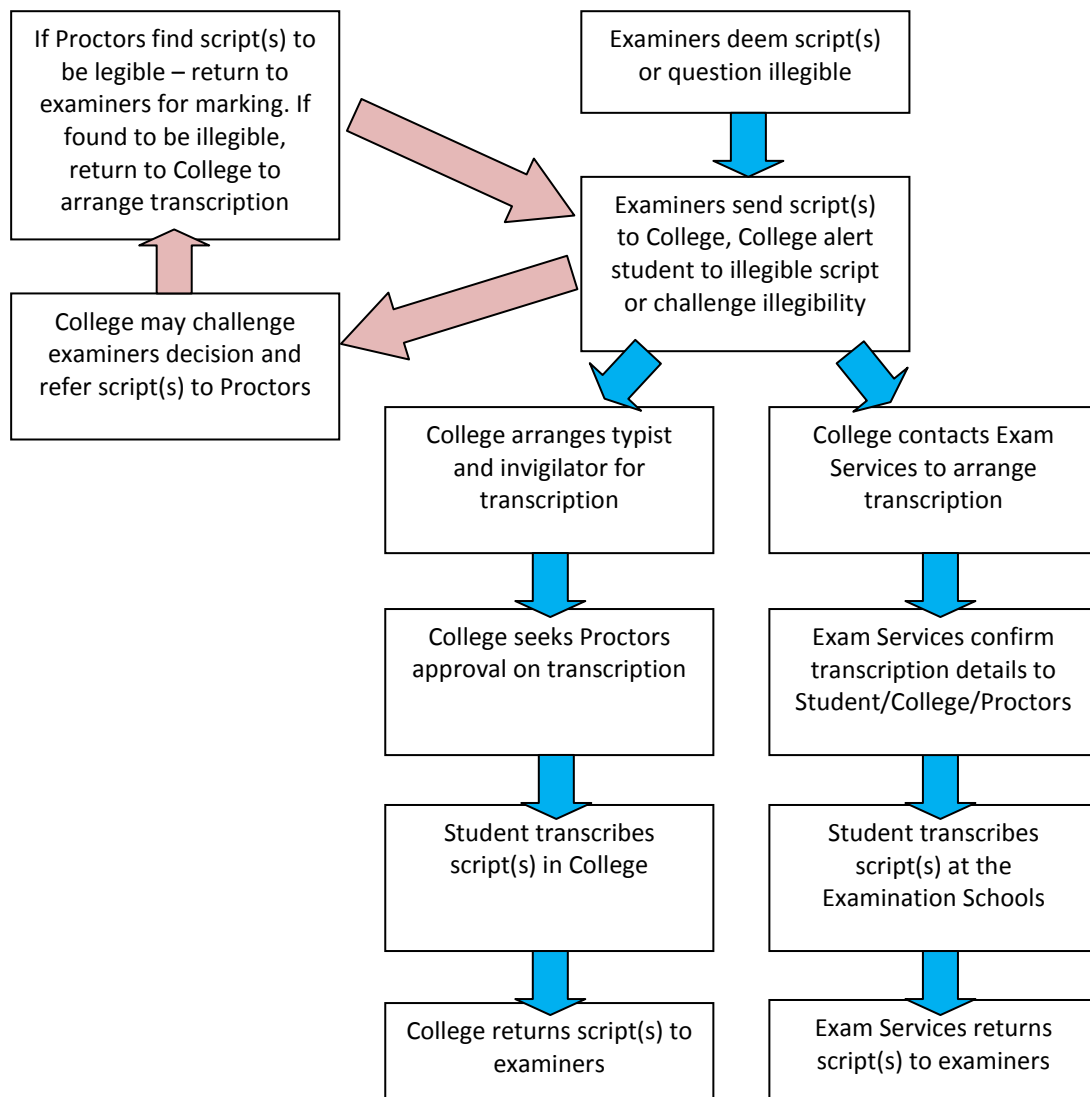 If Proctors find script(s) to
be legible – return to
examiners for marking. If
found to be illegible,
return to College to
arrange transcription
Examiners deem script(s)
or question illegible
Examiners send script(s)
to College, College alert
student to illegible script
or challenge illegibility
College may challenge
examiners decision and
refer script(s) to Proctors
College arranges typist
and invigilator for
transcription
College contacts Exam
Services to arrange
transcription
College seeks Proctors
approval on transcription
Exam Services confirm
transcription details to
Student/College/Proctors
Student transcribes
script(s) in College
Student transcribes
script(s) at the
Examination Schools
College returns script(s) to
examiners
Exam Services returns
script(s) to examiners